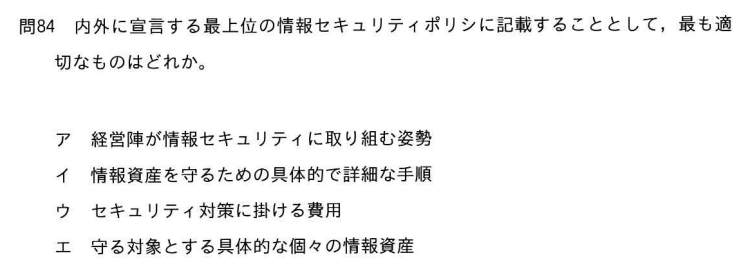 問84　内外に宣言する最上位の情報セキュリティポリシに記載することとして，最も適
切なものはどれか。
ア　経営陣が情報セキュリティに取り組む姿勢
イ　情報資産を守るための具体的で詳細な手順
ウ　セキュリティ対策に掛ける費用
エ　守る対象とする具体的な個々の情報資産